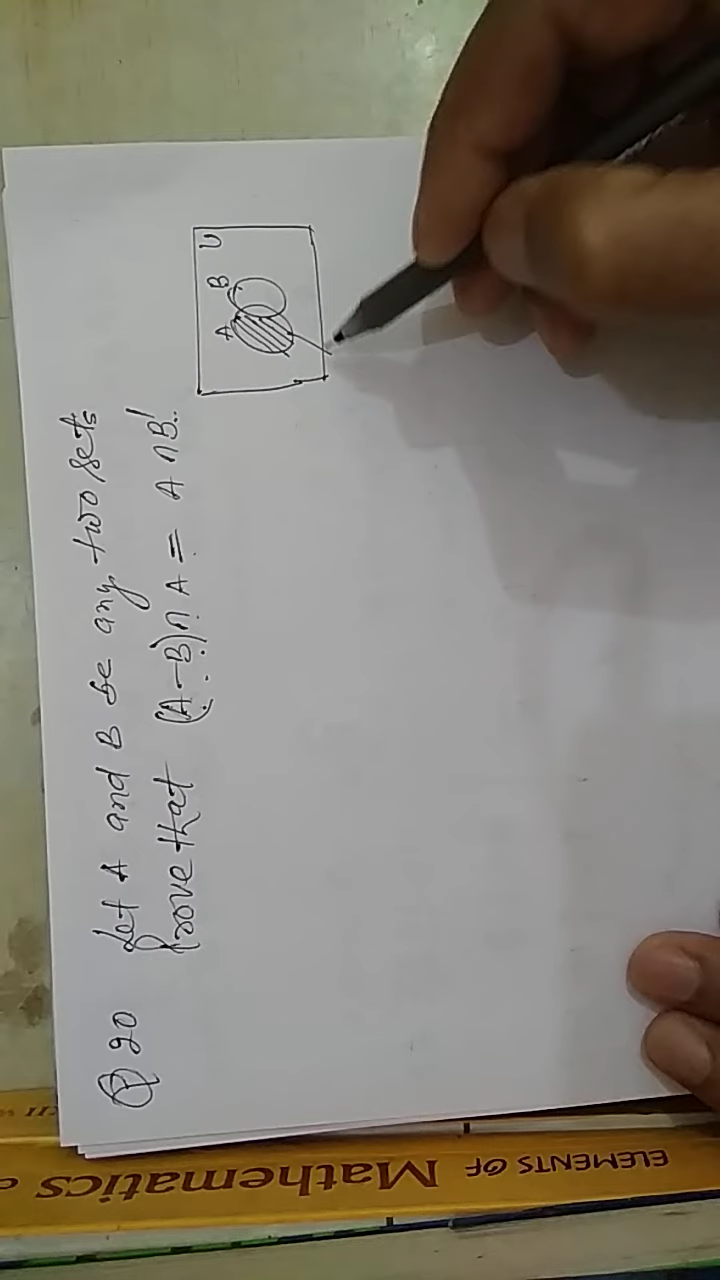 Q 20 Let A and B be any two sets
Prove that (A-B)∩A = A∩B'.
A B U
ELEMENTS OF Mathematics